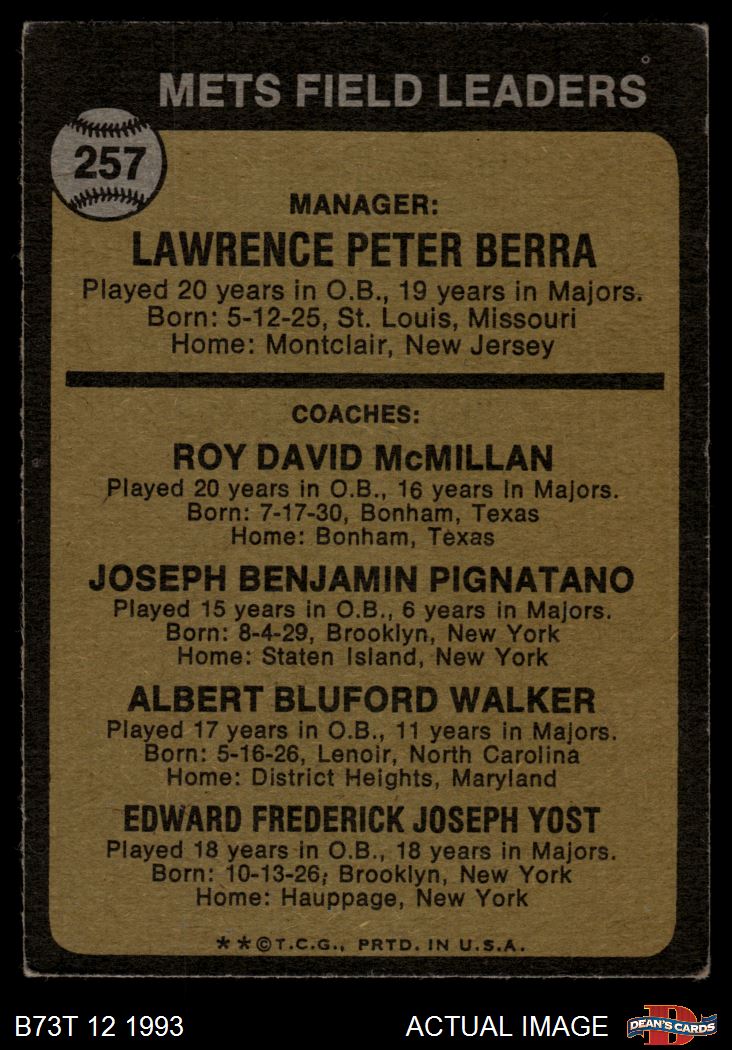 METS FIELD LEADERS
257
MANAGER:
LAWRENCE PETER BERRA
Played 20 years in O.B., 19 years in Majors.
Born: 5-12-25, St. Louis, Missouri
Home: Montclair, New Jersey
COACHES:
ROY DAVID McMILLAN
Played 20 years in O.B., 16 years in Majors.
Born: 7-17-30, Bonham, Texas
Home: Bonham, Texas
JOSEPH BENJAMIN PIGNATANO
Played 15 years in O.B., 6 years in Majors.
Born: 8-4-29, Brooklyn, New York
Home: Staten Island, New York
ALBERT BLUFORD WALKER
Played 17 years in O.B., 11 years in Majors.
Born: 5-16-26, Lenoir, North Carolina
Home: District Heights, Maryland
EDWARD FREDERICK JOSEPH YOST
Played 18 years in O.B., 18 years in Majors.
Born: 10-13-26, Brooklyn, New York
Home: Hauppage, New York
**©T.C.G., PRTD. IN U.S.A.
B73T 12 1993
ACTUAL IMAGE
D
DEAN'S CARDS